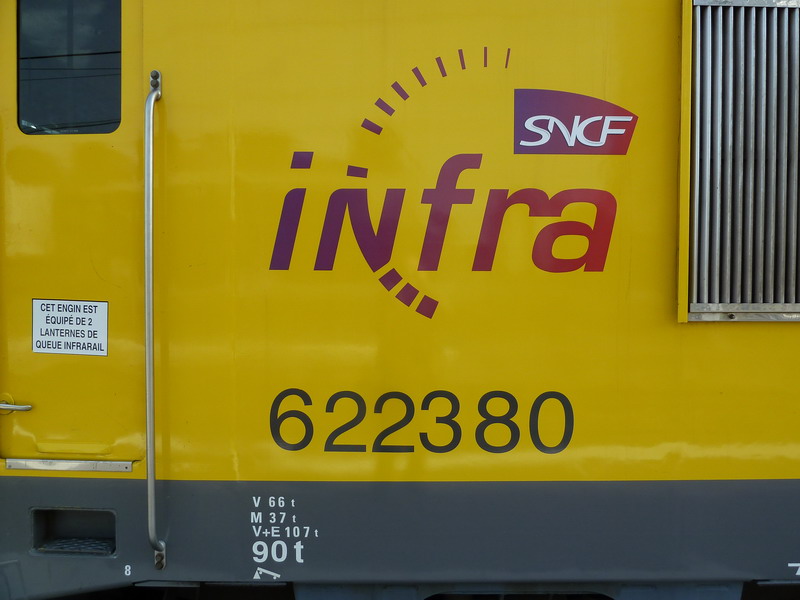 SNCF
infra
CET ENGIN EST
ÉQUIPÉ DE 2
LANTERNES DE
QUEUE INFRARAIL
622380
V 66 t
M 37 t
V+E 107 t
90 t
8